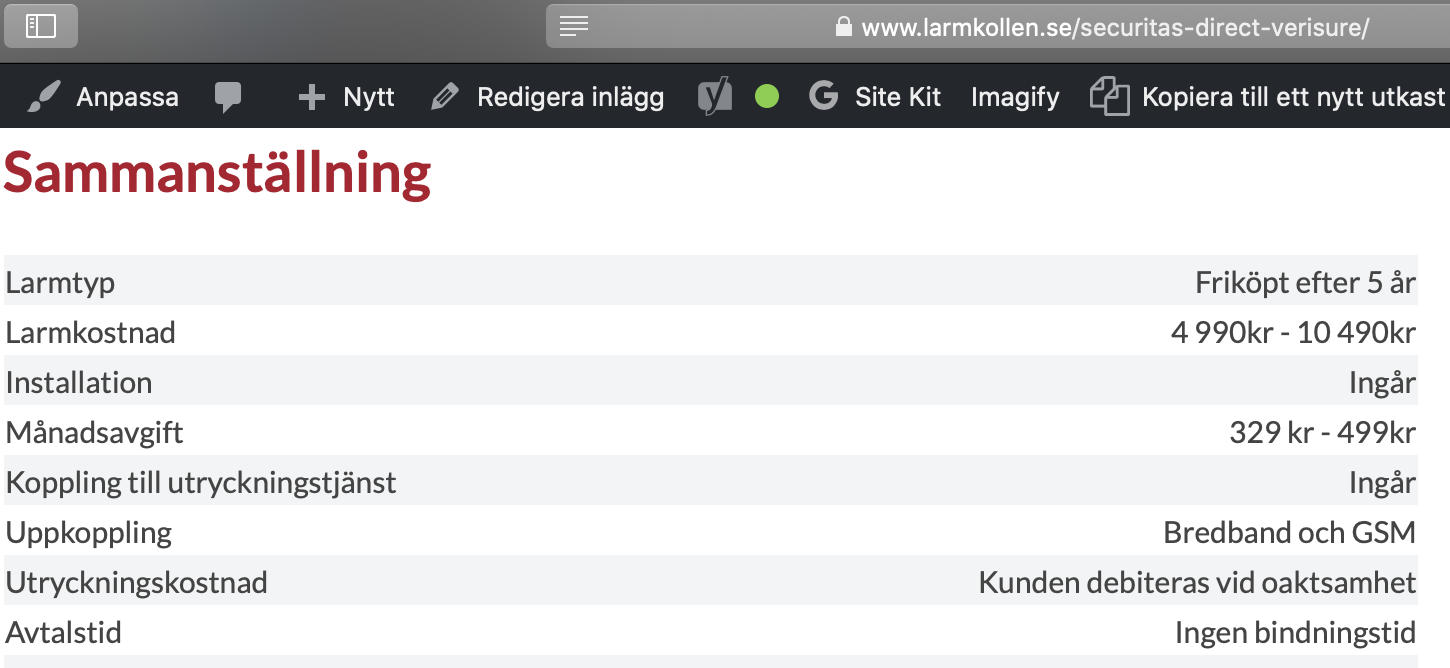 www.larmkollen.se/securitas-direct-verisure/
Anpassa Nytt Redigera inlägg Site Kit Imagify Kopiera till ett nytt utkast
Sammanställning
Larmtyp Friköpt efter 5 år
Larmkostnad 4 990kr - 10 490kr
Installation Ingår
Månadsavgift 329 kr - 499kr
Koppling till utryckningstjänst Ingår
Uppkoppling Bredband och GSM
Utryckningskostnad Kunden debiteras vid oaktsamhet
Avtalstid Ingen bindningstid